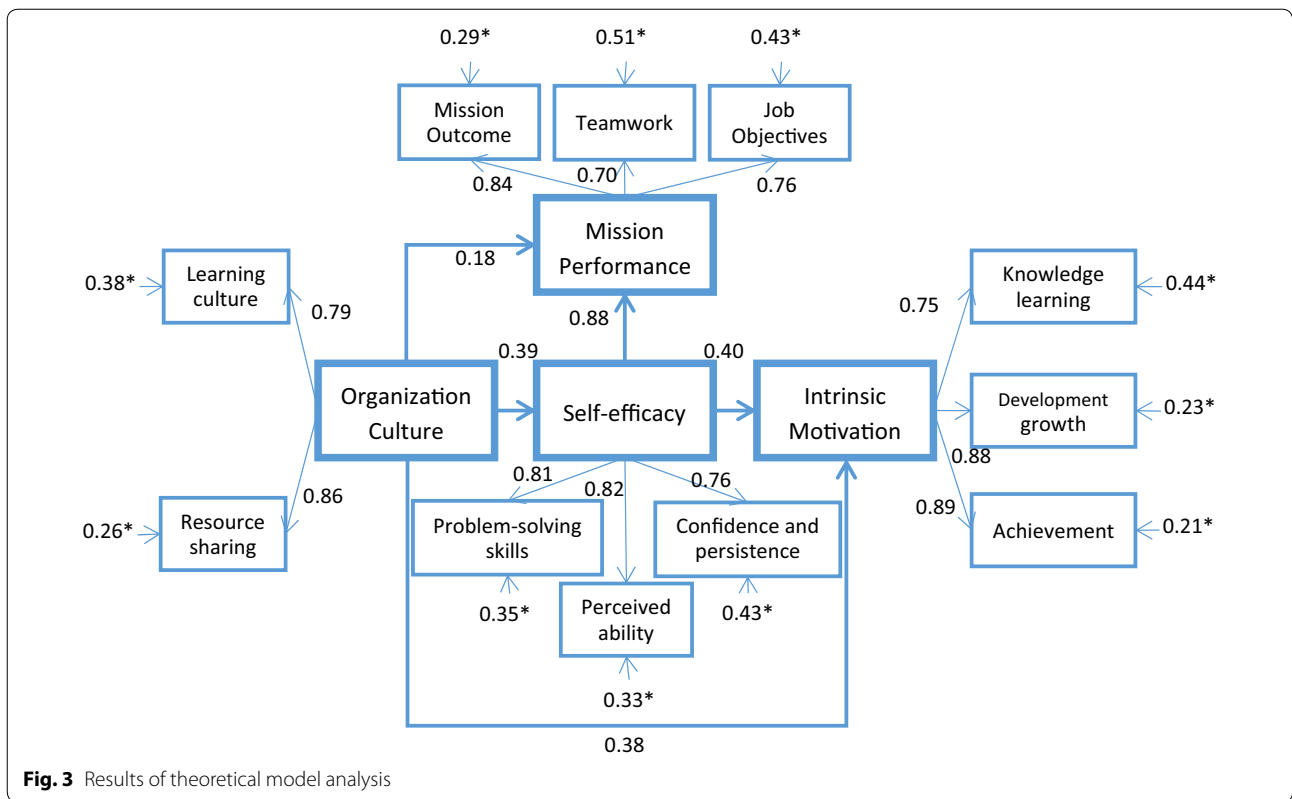 0.29*
0.51*
0.43*
Mission
Outcome
Teamwork
Job
Objectives
0.84
0.70
0.76
Mission
Performance
0.18
0.88
Learning
culture
0.38*
0.79
Knowledge
learning
0.44*
0.75
0.39
0.40
Organization
Culture
Self-efficacy
Intrinsic
Motivation
Development
growth
0.23*
0.88
0.86
0.81
0.82
0.76
0.89
Resource
sharing
0.26*
Problem-solving
skills
Confidence and
persistence
Achievement
0.21*
0.35*
Perceived
ability
0.43*
0.33*
0.38
Fig. 3 Results of theoretical model analysis